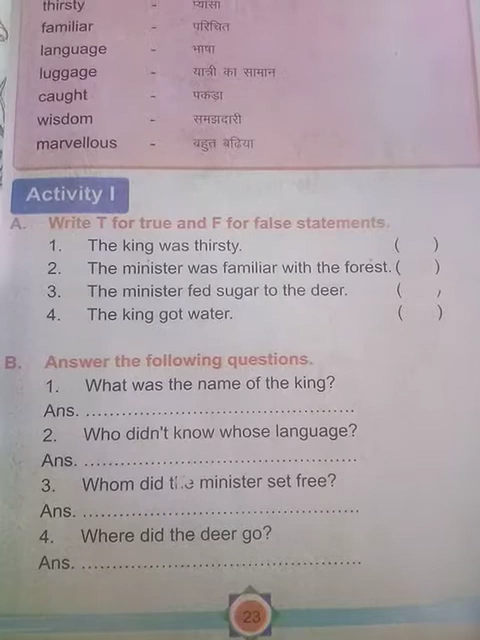 thirsty - प्यासा
familiar - परिचित
language - भाषा
luggage - यात्री का सामान
caught - पकड़ा
wisdom - समझदारी
marvellous - बहुत बढ़िया
Activity I
A. Write T for true and F for false statements.
1. The king was thirsty. ( )
2. The minister was familiar with the forest. ( )
3. The minister fed sugar to the deer. ( )
4. The king got water. ( )
B. Answer the following questions.
1. What was the name of the king?
Ans. ................................................
2. Who didn't know whose language?
Ans. ................................................
3. Whom did the minister set free?
Ans. ................................................
4. Where did the deer go?
Ans. ................................................
23